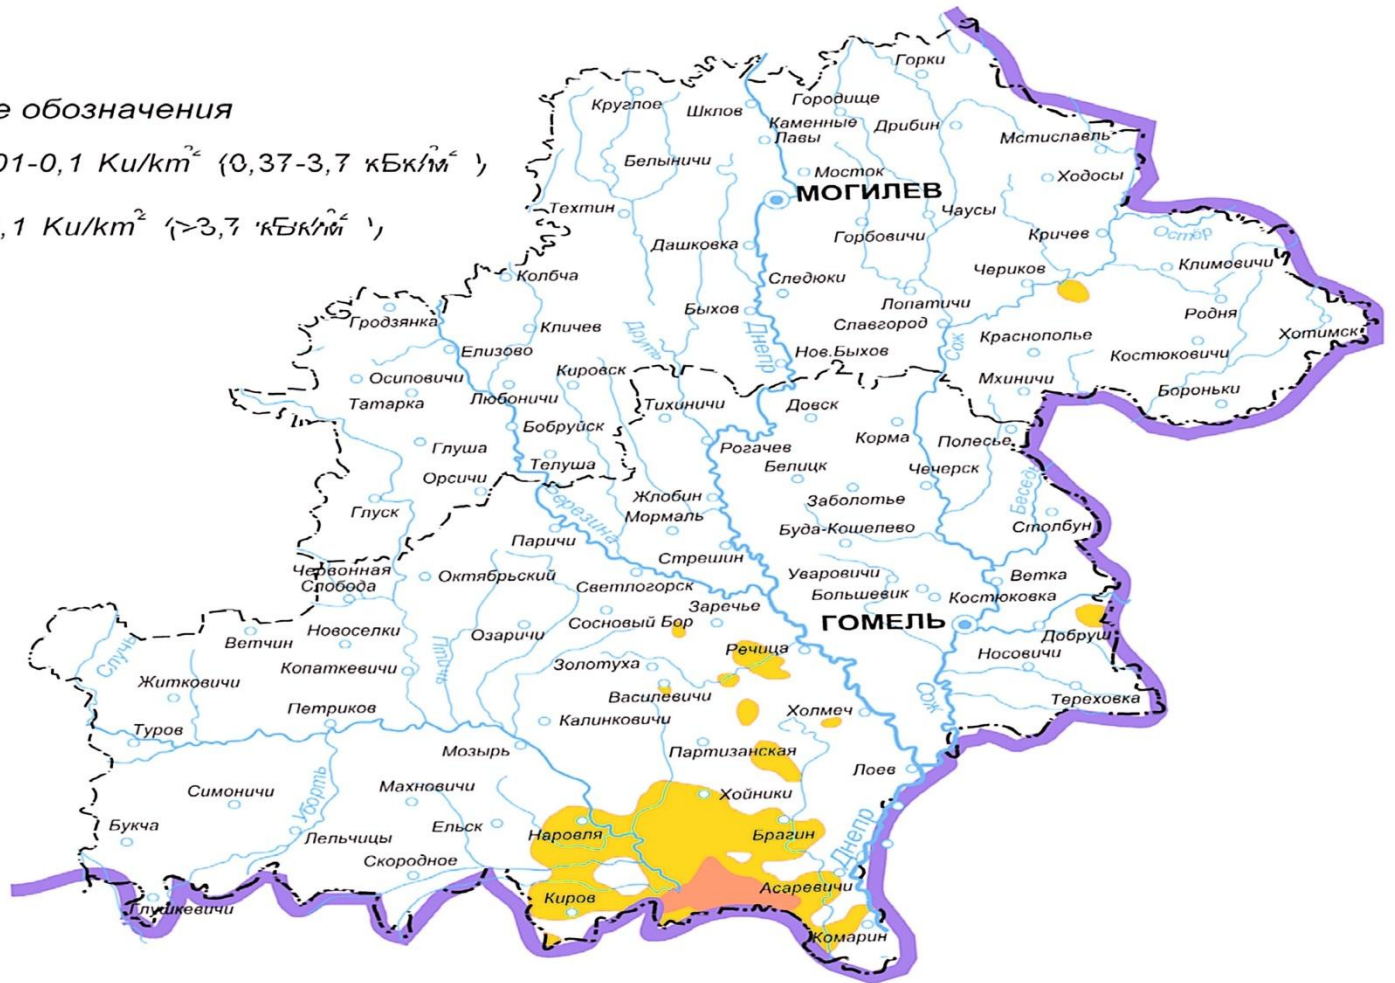 е обозначения
01-0,1 Ku/km² (0,37-3,7 кБк/м² )
,1 Ku/km² (>3,7 кБк/м² )
Горки
Круглое
Шклов
Городище
Каменные
Лавы
Дрибин
Мстиславль
Белыничи
Мосток
Ходосы
МОГИЛЕВ
Техтин
Чаусы
Дашковка
Горбовичи
Кричев
Остёр
Колбча
Следюки
Чериков
Климовичи
Гродзянка
Кличев
Друть
Быхов
Днепр
Лопатичи
Славгород
Сож
Краснополье
Родня
Хотимск
Елизово
Нов.Быхов
Костюковичи
Осиповичи
Кировск
Мхиничи
Бороньки
Татарка
Любоничи
Тихиничи
Довск
Бобруйск
Корма
Полесье
Глуша
Рогачев
Телуша
Белицк
Чечерск
Орсичи
Березина
Жлобин
Заболотье
Беседь
Глуск
Мормаль
Буда-Кошелево
Столбун
Паричи
Стрешин
Червонная
Слобода
Октябрьский
Светлогорск
Уваровичи
Ветка
Заречье
Большевик
Костюковка
Сосновый Бор
ГОМЕЛЬ
Случь
Ветчин
Новоселки
Озаричи
Добруш
Птичь
Речица
Носовичи
Копаткевичи
Золотуха
Житковичи
Василевичи
Сож
Тереховка
Петриков
Калинковичи
Холмеч
Туров
Мозырь
Партизанская
Лоев
Симоничи
Уборть
Махновичи
Хойники
Букча
Лельчицы
Ельск
Наровля
Брагин
Днепр
Скородное
Асаревичи
Киров
Глушкевичи
Комарин